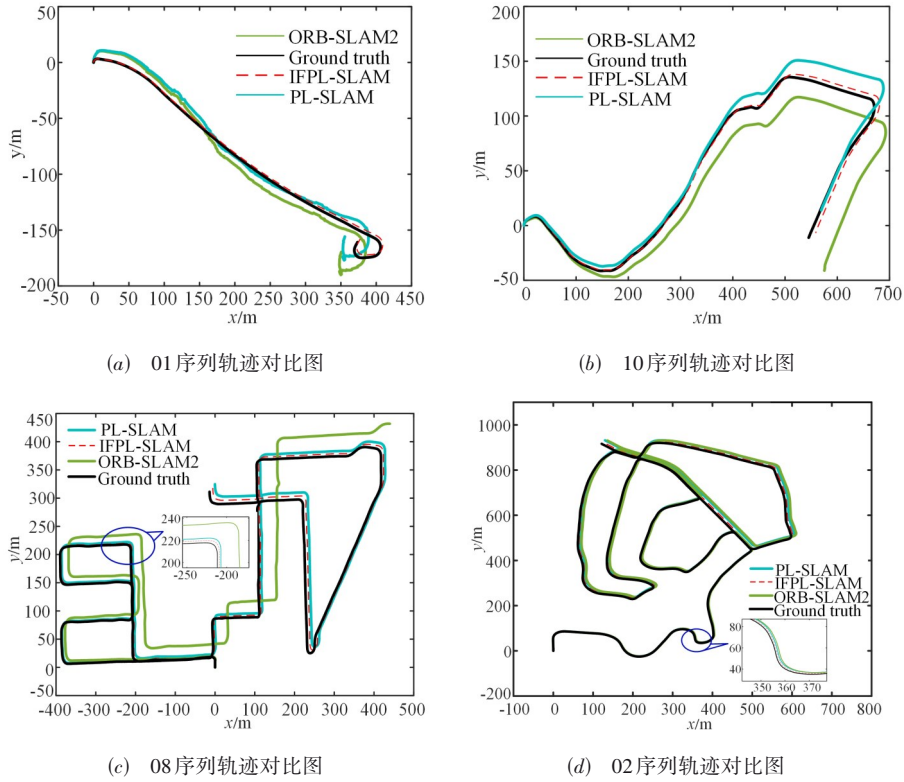 50
0
-50
-100
-150
-200
y/m
ORB-SLAM2
Ground truth
IFPL-SLAM
PL-SLAM
-50 0 50 100 150 200 250 300 350 400 450
x/m
(a) 01序列轨迹对比图
200
150
100
50
0
-50
y/m
ORB-SLAM2
Ground truth
IFPL-SLAM
PL-SLAM
0 100 200 300 400 500 600 700
x/m
(b) 10序列轨迹对比图
450
400
350
300
250
200
150
100
50
0
-50
y/m
PL-SLAM
IFPL-SLAM
ORB-SLAM2
Ground truth
240
220
200
-250 -200
-400 -300 -200 -100 0 100 200 300 400 500
x/m
(c) 08序列轨迹对比图
1000
800
600
400
200
0
-200
y/m
PL-SLAM
IFPL-SLAM
ORB-SLAM2
Ground truth
80
60
40
350 360 370
-100 0 100 200 300 400 500 600 700 800
x/m
(d) 02序列轨迹对比图